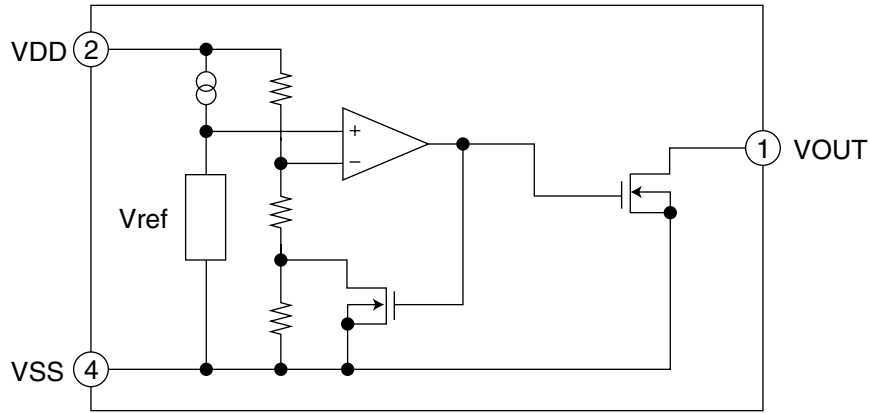 VDD 2
+
−
1 VOUT
Vref
VSS 4